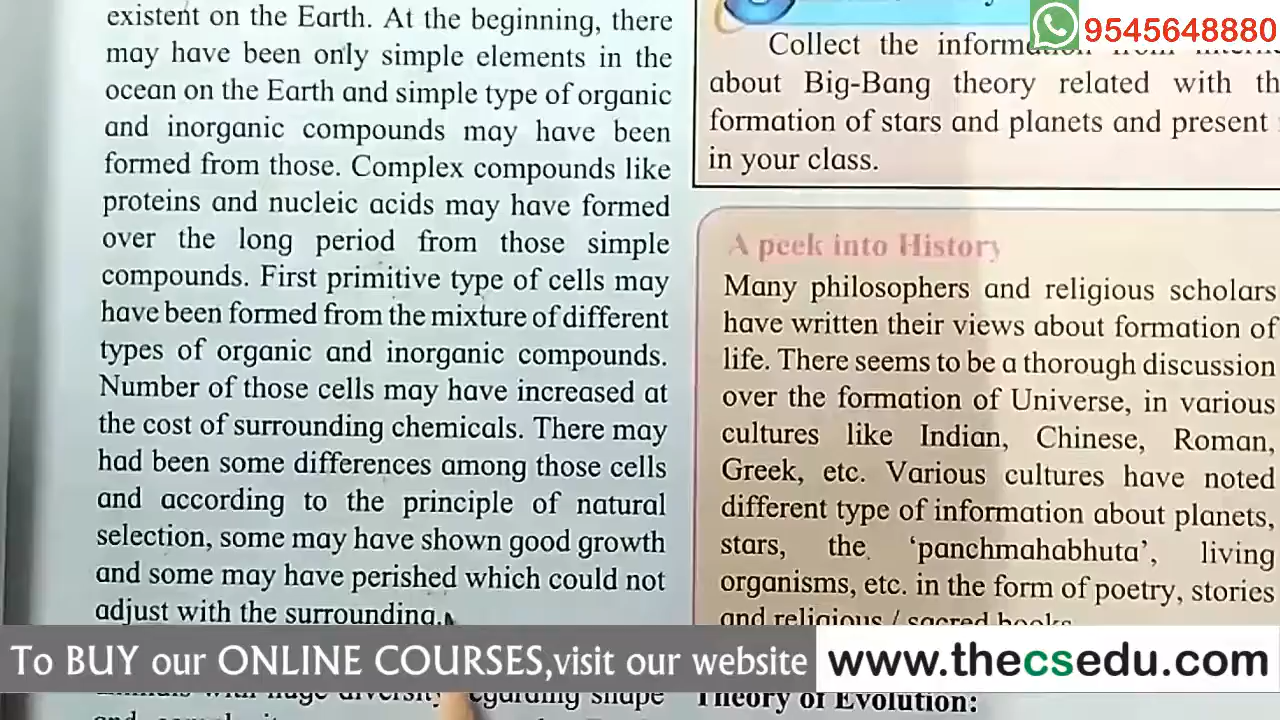 existent on the Earth. At the beginning, there
may have been only simple elements in the
ocean on the Earth and simple type of organic
and inorganic compounds may have been
formed from those. Complex compounds like
proteins and nucleic acids may have formed
over the long period from those simple
compounds. First primitive type of cells may
have been formed from the mixture of different
types of organic and inorganic compounds.
Number of those cells may have increased at
the cost of surrounding chemicals. There may
had been some differences among those cells
and according to the principle of natural
selection, some may have shown good growth
and some may have perished which could not
adjust with the surrounding.
9545648880
Collect the
about Big-Bang theory related with
formation of stars and planets and present
in your class.
A peek into History
Many philosophers and religious scholars
have written their views about formation of
life. There seems to be a thorough discussion
over the formation of Universe, in various
cultures like Indian, Chinese, Roman,
Greek, etc. Various cultures have noted
different type of information about planets,
stars, the 'panchmahabhuta', living
organisms, etc. in the form of poetry, stories
and religious / sacred books
Theory of Evolution:
To BUY our ONLINE COURSES,visit our website
www.thecsedu.com